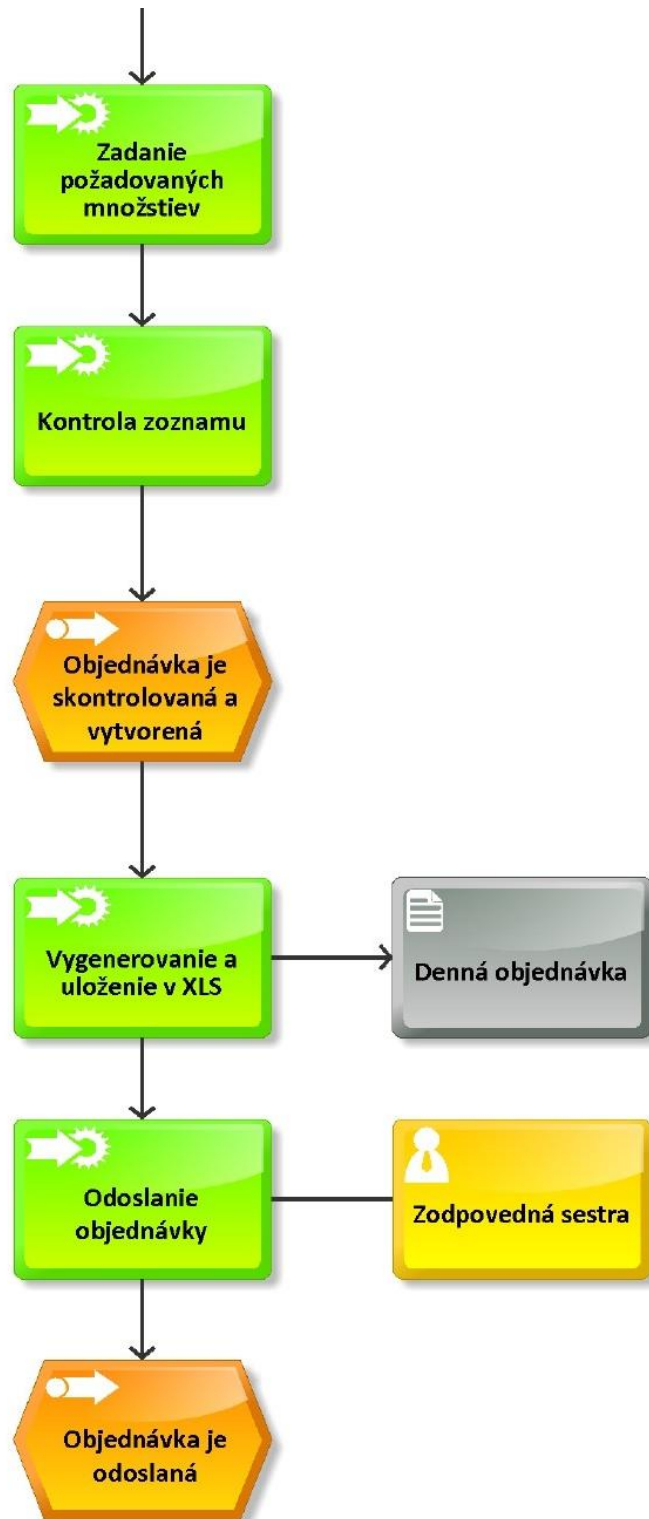 Zadanie
požadovaných
množstiev
Kontrola zoznamu
Objednávka je
skontrolovaná a
vytvorená
Vygenerovanie a
uloženie v XLS
Denná objednávka
Odoslanie
objednávky
Zodpovedná sestra
Objednávka je
odoslaná